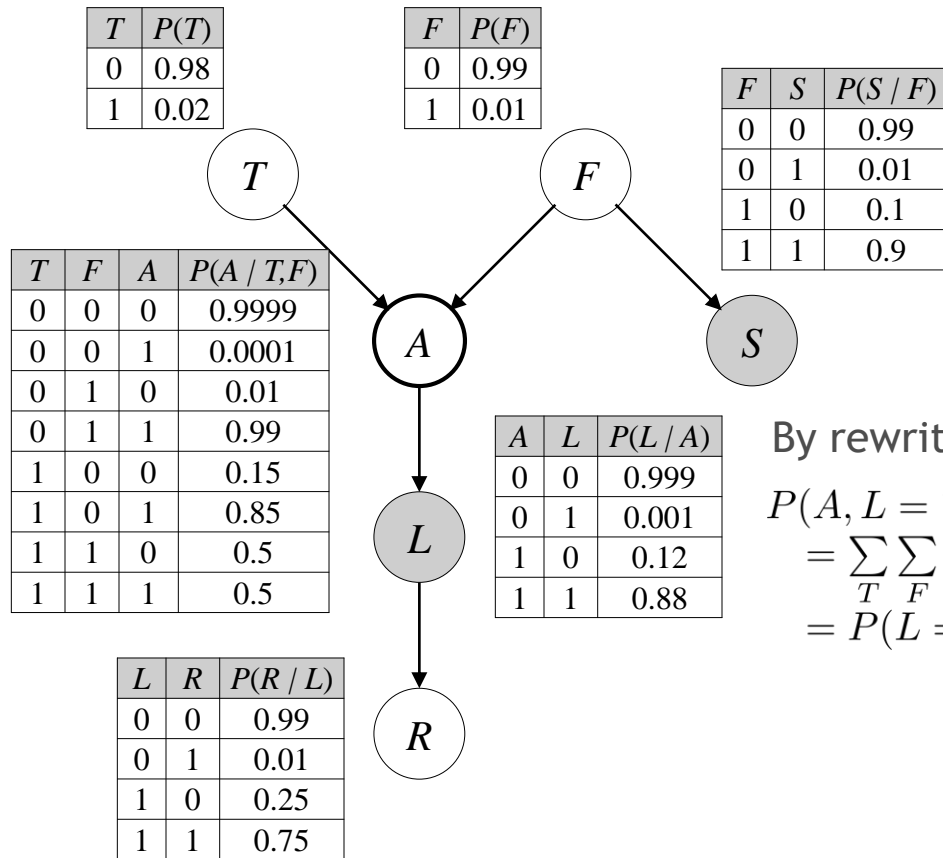 T P(T)
0 0.98
1 0.02
F P(F)
0 0.99
1 0.01
F S P(S / F)
0 0 0.99
0 1 0.01
1 0 0.1
1 1 0.9
T
F
T F A P(A / T,F)
0 0 0 0.9999
0 0 1 0.0001
0 1 0 0.01
0 1 1 0.99
1 0 0 0.15
1 0 1 0.85
1 1 0 0.5
1 1 1 0.5
A
S
A L P(L / A)
0 0 0.999
0 1 0.001
1 0 0.12
1 1 0.88
By rewrit
P(A, L =
= ∑_T ∑_F
= P(L =
L
L R P(R / L)
0 0 0.99
0 1 0.01
1 0 0.25
1 1 0.75
R